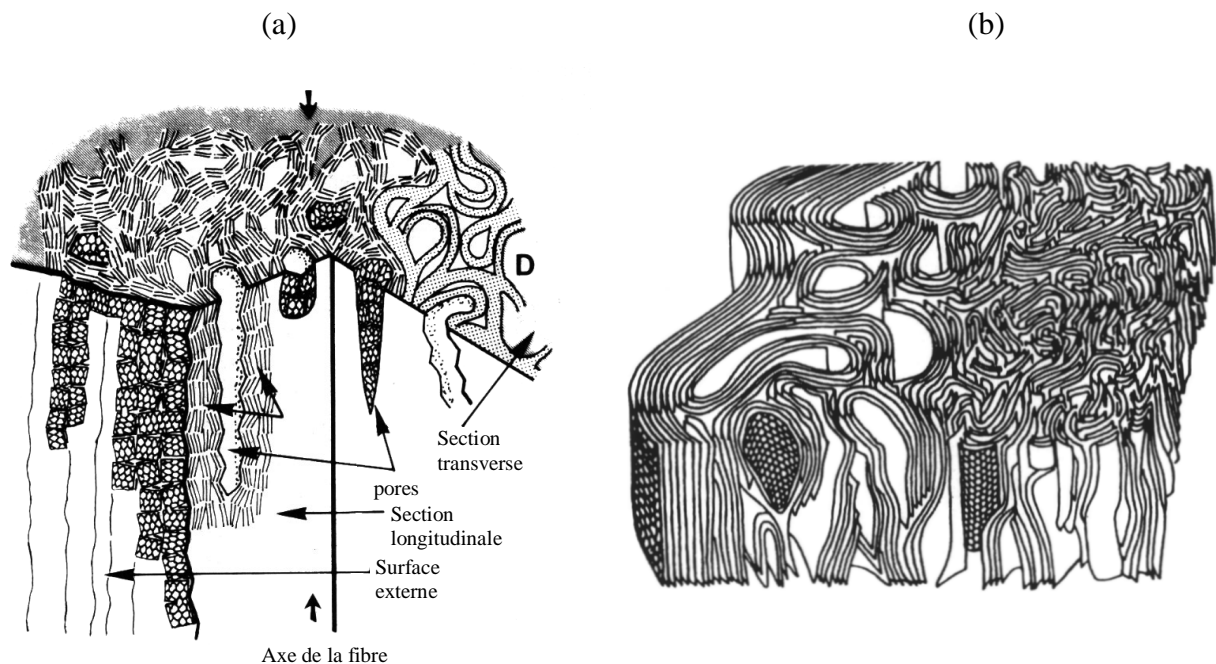 (a)
(b)
D
Section
transverse
pores
Section
longitudinale
Surface
externe
Axe de la fibre